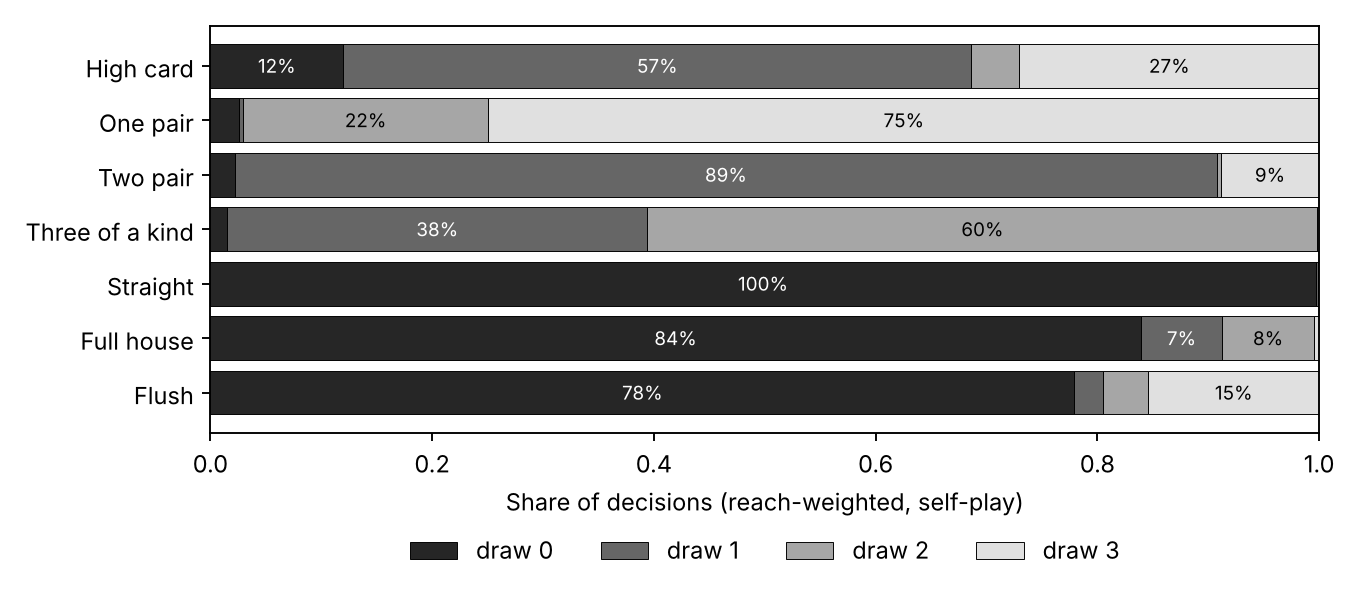 High card 12% 57% 27%
One pair 22% 75%
Two pair 89% 9%
Three of a kind 38% 60%
Straight 100%
Full house 84% 7% 8%
Flush 78% 15%
0.0 0.2 0.4 0.6 0.8 1.0
Share of decisions (reach-weighted, self-play)
draw 0 draw 1 draw 2 draw 3